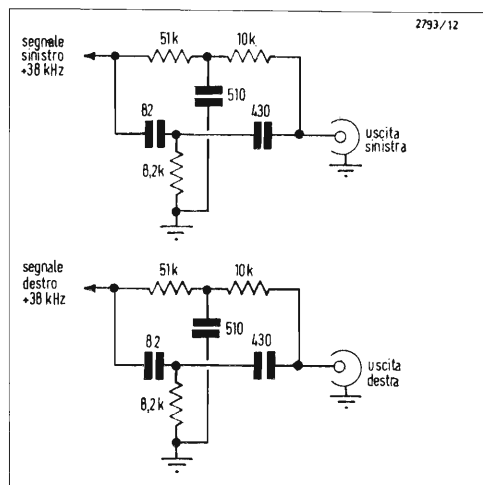 2793/12
segnale
sinistro
+38 kHz
51k
10k
510
82
430
8,2k
uscita
sinistra
segnale
destro
+38 kHz
51k
10k
510
82
430
8,2k
uscita
destra